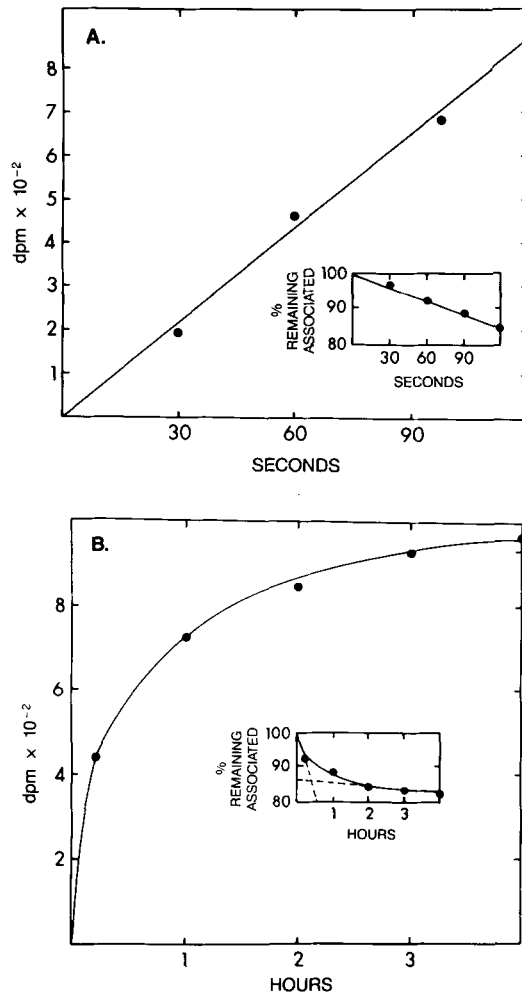 A.
dpm × 10⁻²
8
7
6
5
4
3
2
1
30
60
90
SECONDS
%
REMAINING
ASSOCIATED
100
90
80
30
60
90
SECONDS
B.
dpm × 10⁻²
8
6
4
2
1
2
3
HOURS
%
REMAINING
ASSOCIATED
100
90
80
1
2
3
HOURS